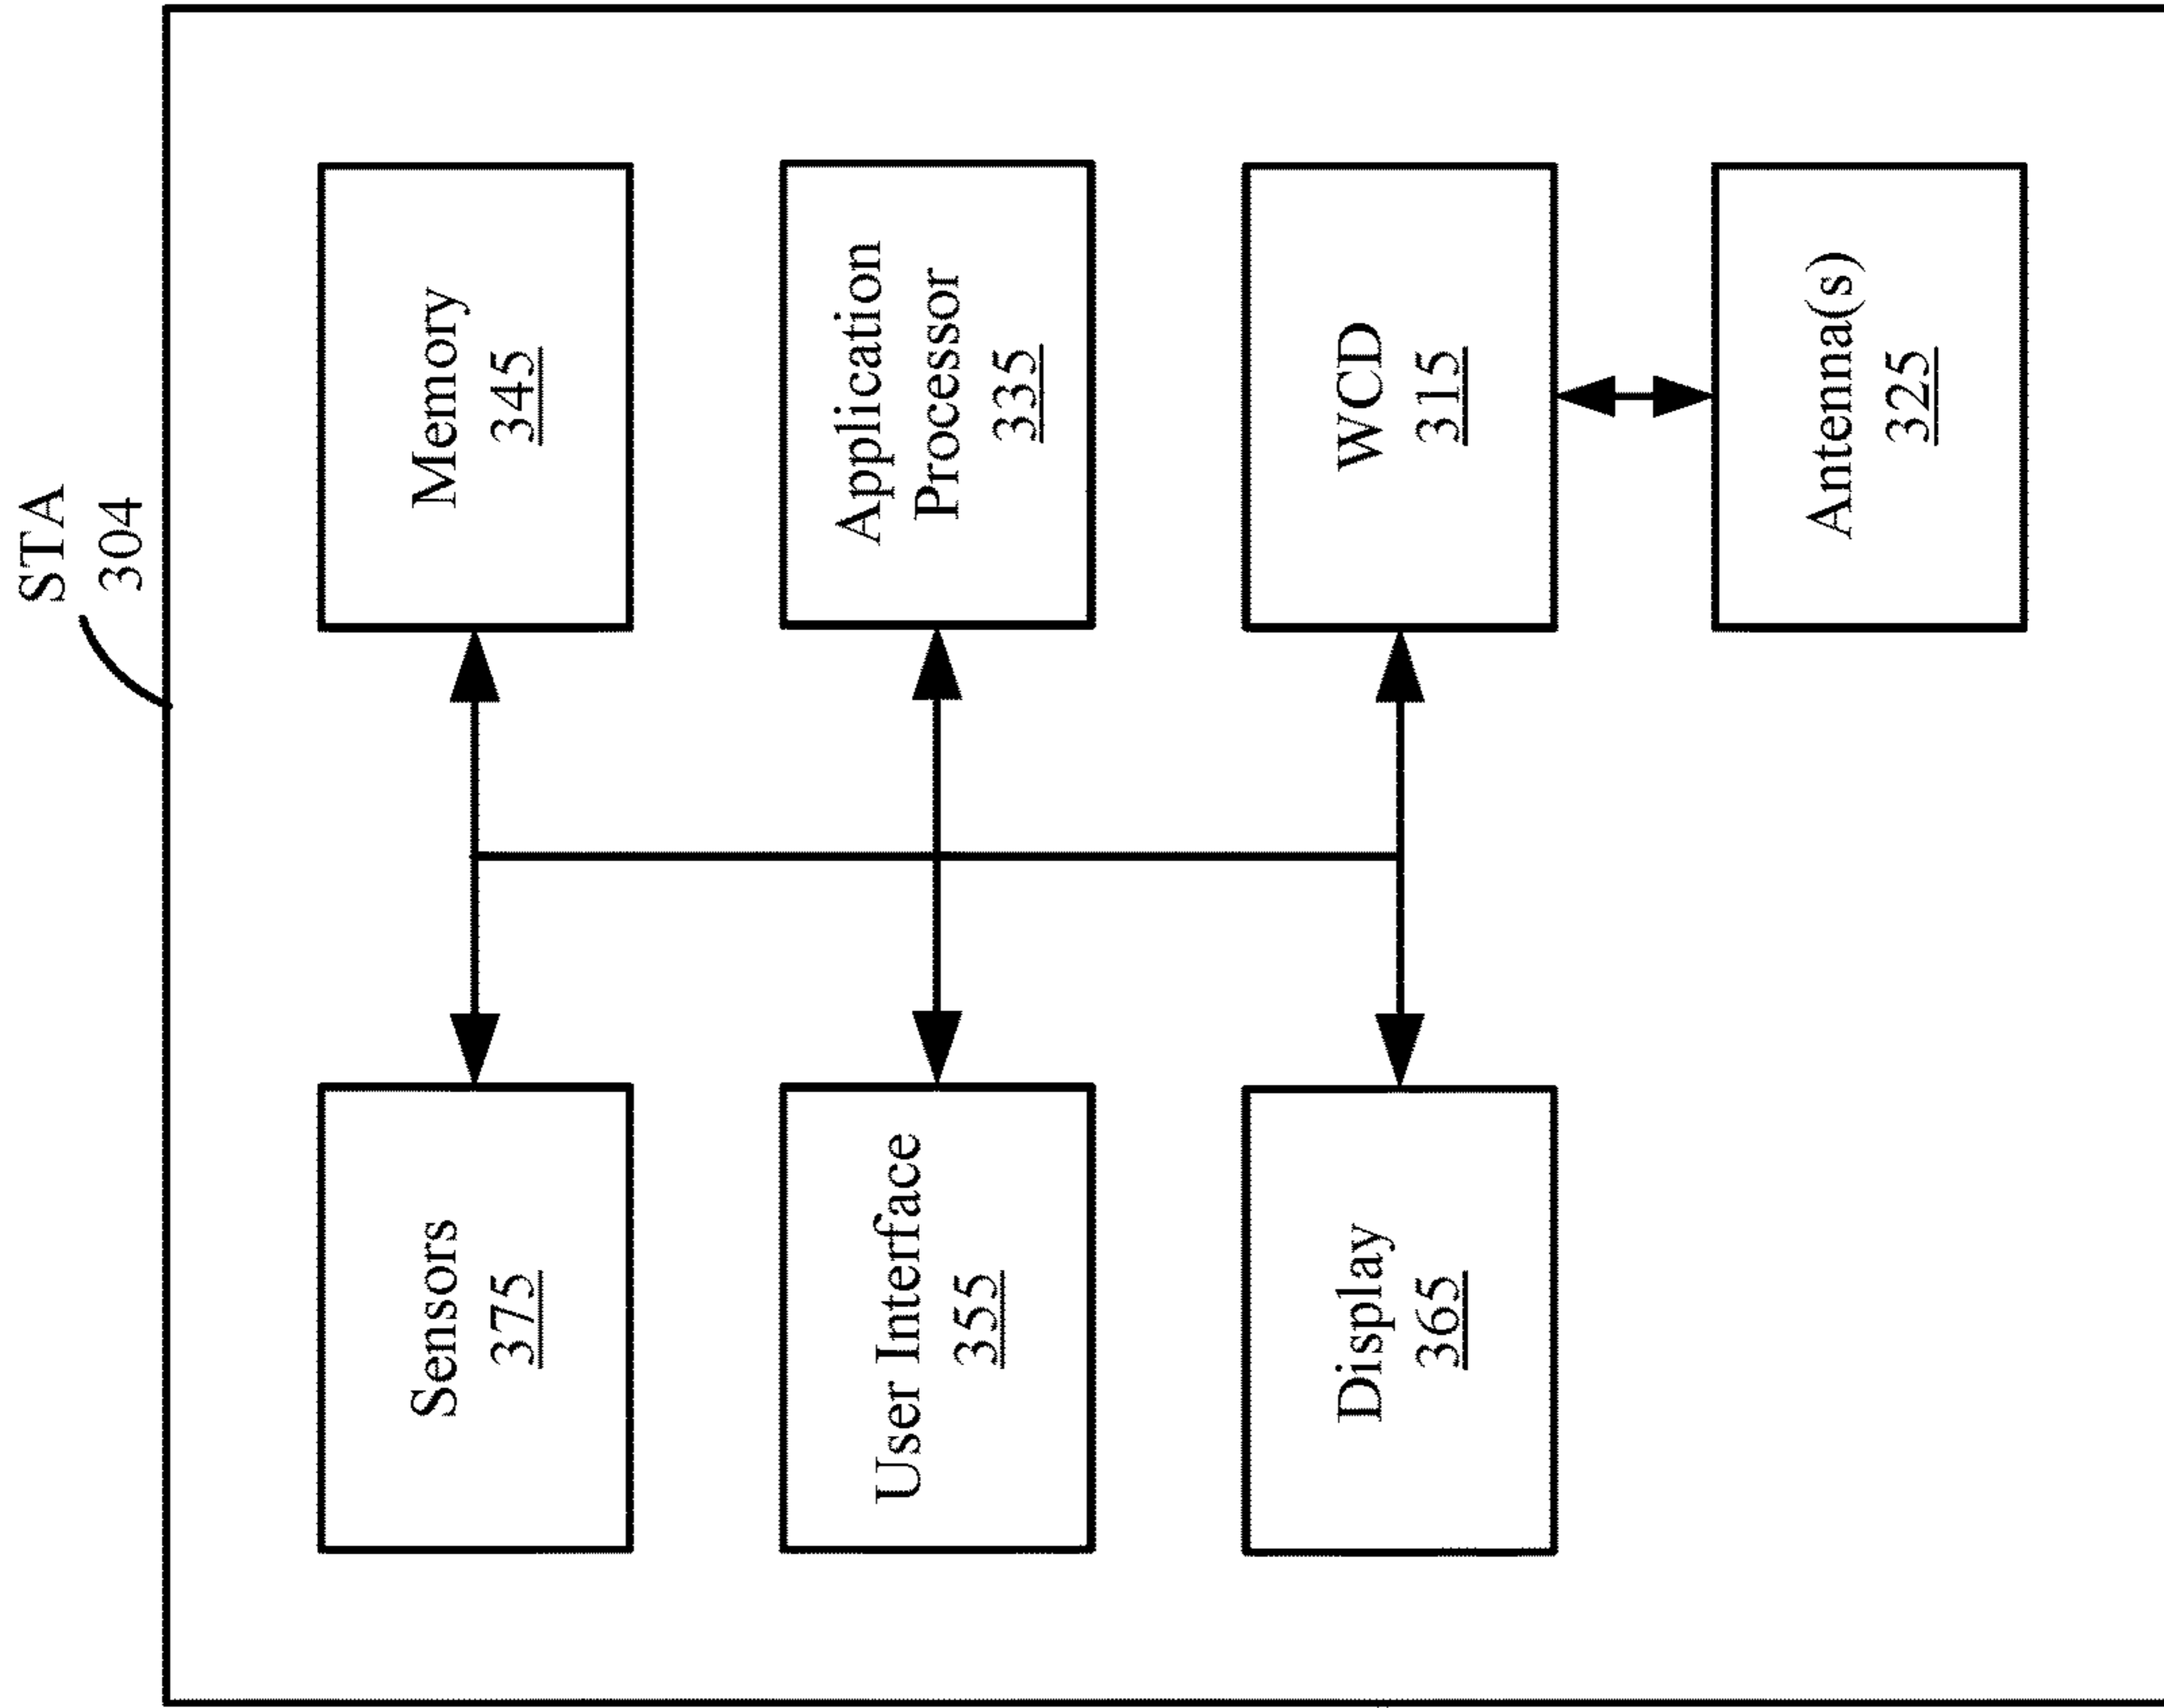 STA
304
Sensors
375
Memory
345
User Interface
355
Application
Processor
335
Display
365
WCD
315
Antenna(s)
325